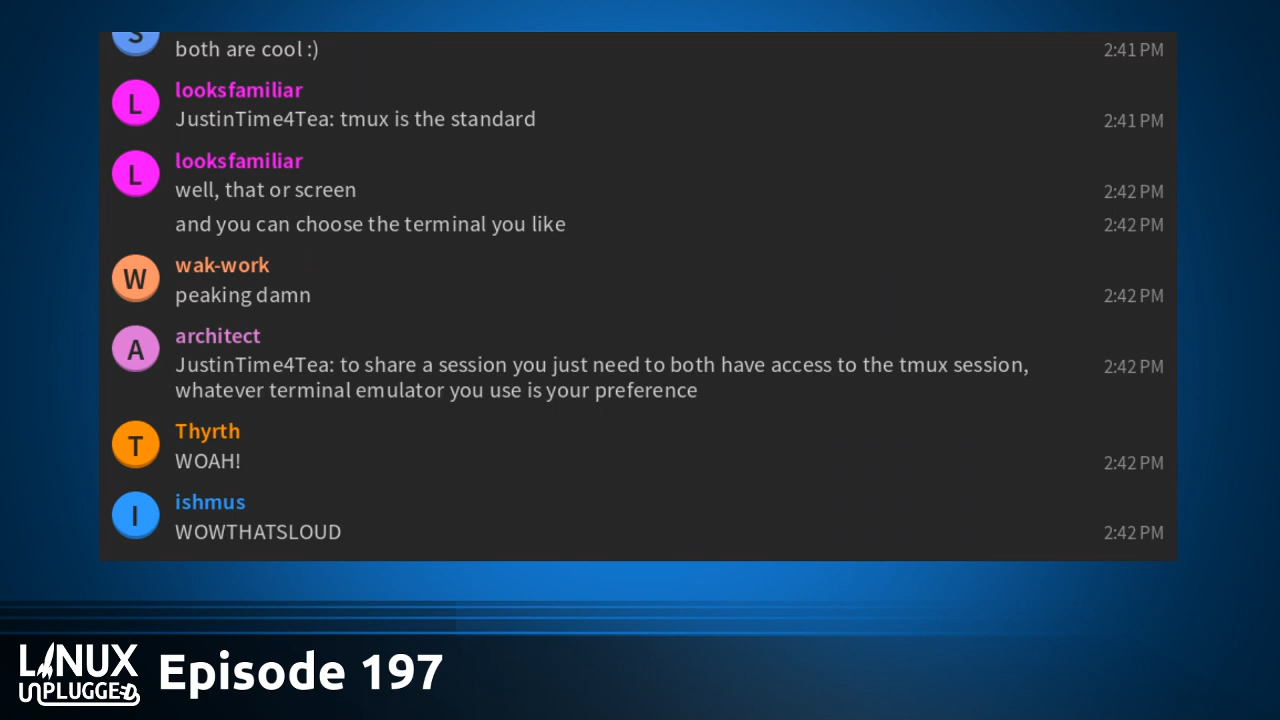 S
both are cool :)
2:41 PM
L
looksfamiliar
JustinTime4Tea: tmux is the standard
2:41 PM
L
looksfamiliar
well, that or screen
2:42 PM
and you can choose the terminal you like
2:42 PM
W
wak-work
peaking damn
2:42 PM
A
architect
JustinTime4Tea: to share a session you just need to both have access to the tmux session,
2:42 PM
whatever terminal emulator you use is your preference
T
Thyrth
WOAH!
2:42 PM
I
ishmus
WOWTHATSLOUD
2:42 PM
LINUX
UNPLUGGED
Episode 197